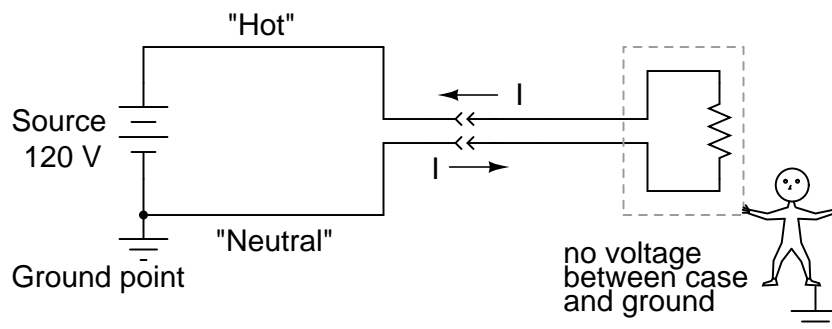 "Hot"
I
Source
120 V
I
"Neutral"
Ground point
no voltage
between case
and ground